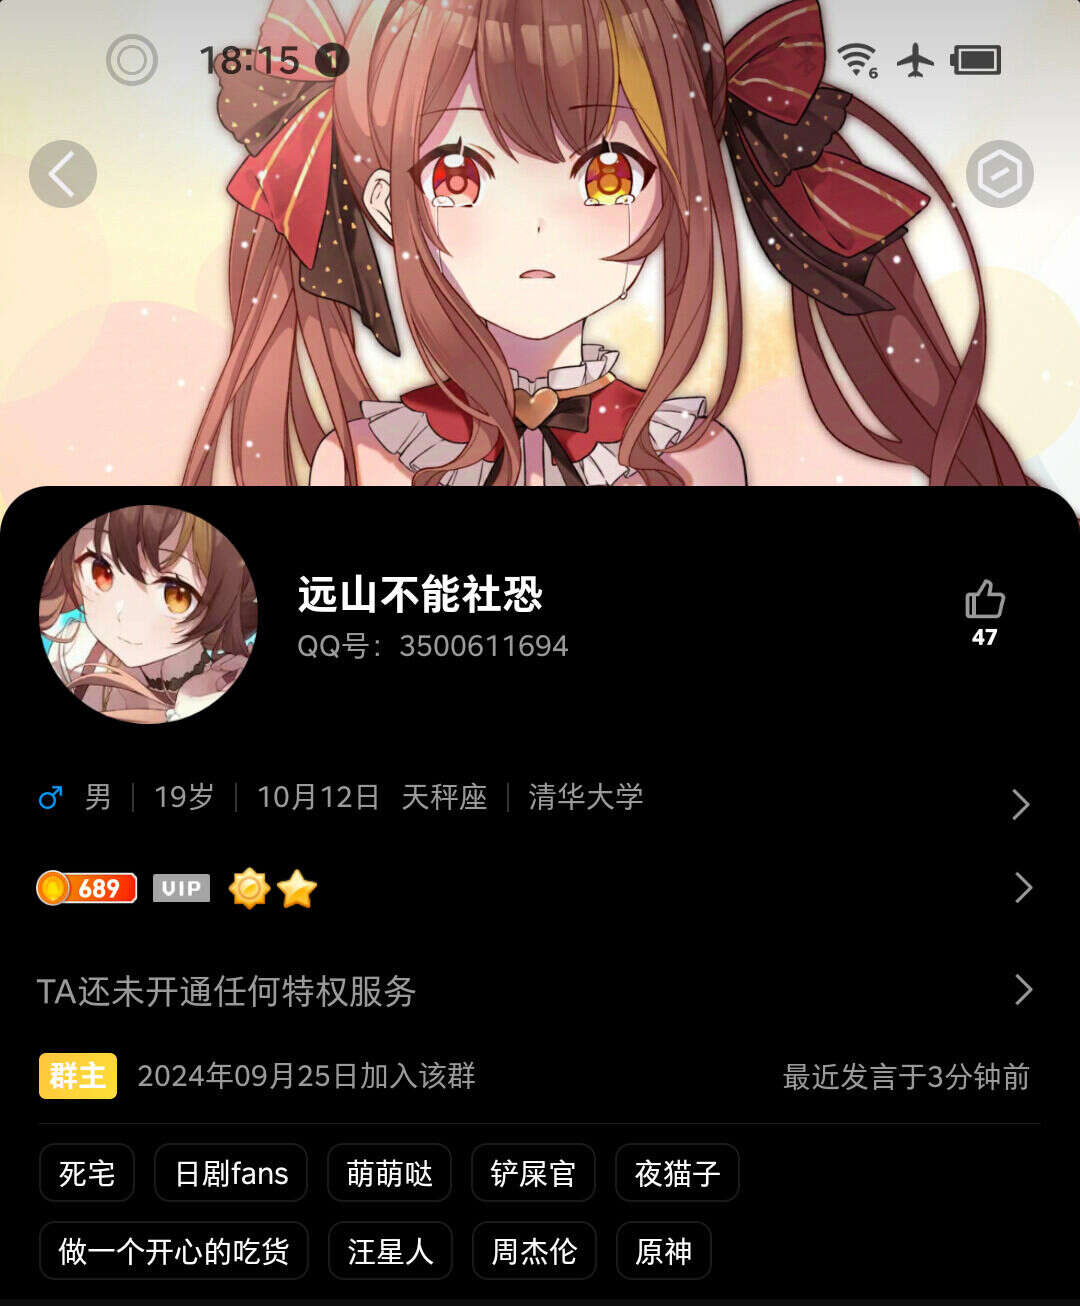 18:15 1
6
远山不能社恐
QQ号：3500611694
47
男 19岁 10月12日 天秤座 清华大学
689 VIP
TA还未开通任何特权服务
群主 2024年09月25日加入该群 最近发言于3分钟前
死宅 日剧fans 萌萌哒 铲屎官 夜猫子
做一个开心的吃货 汪星人 周杰伦 原神